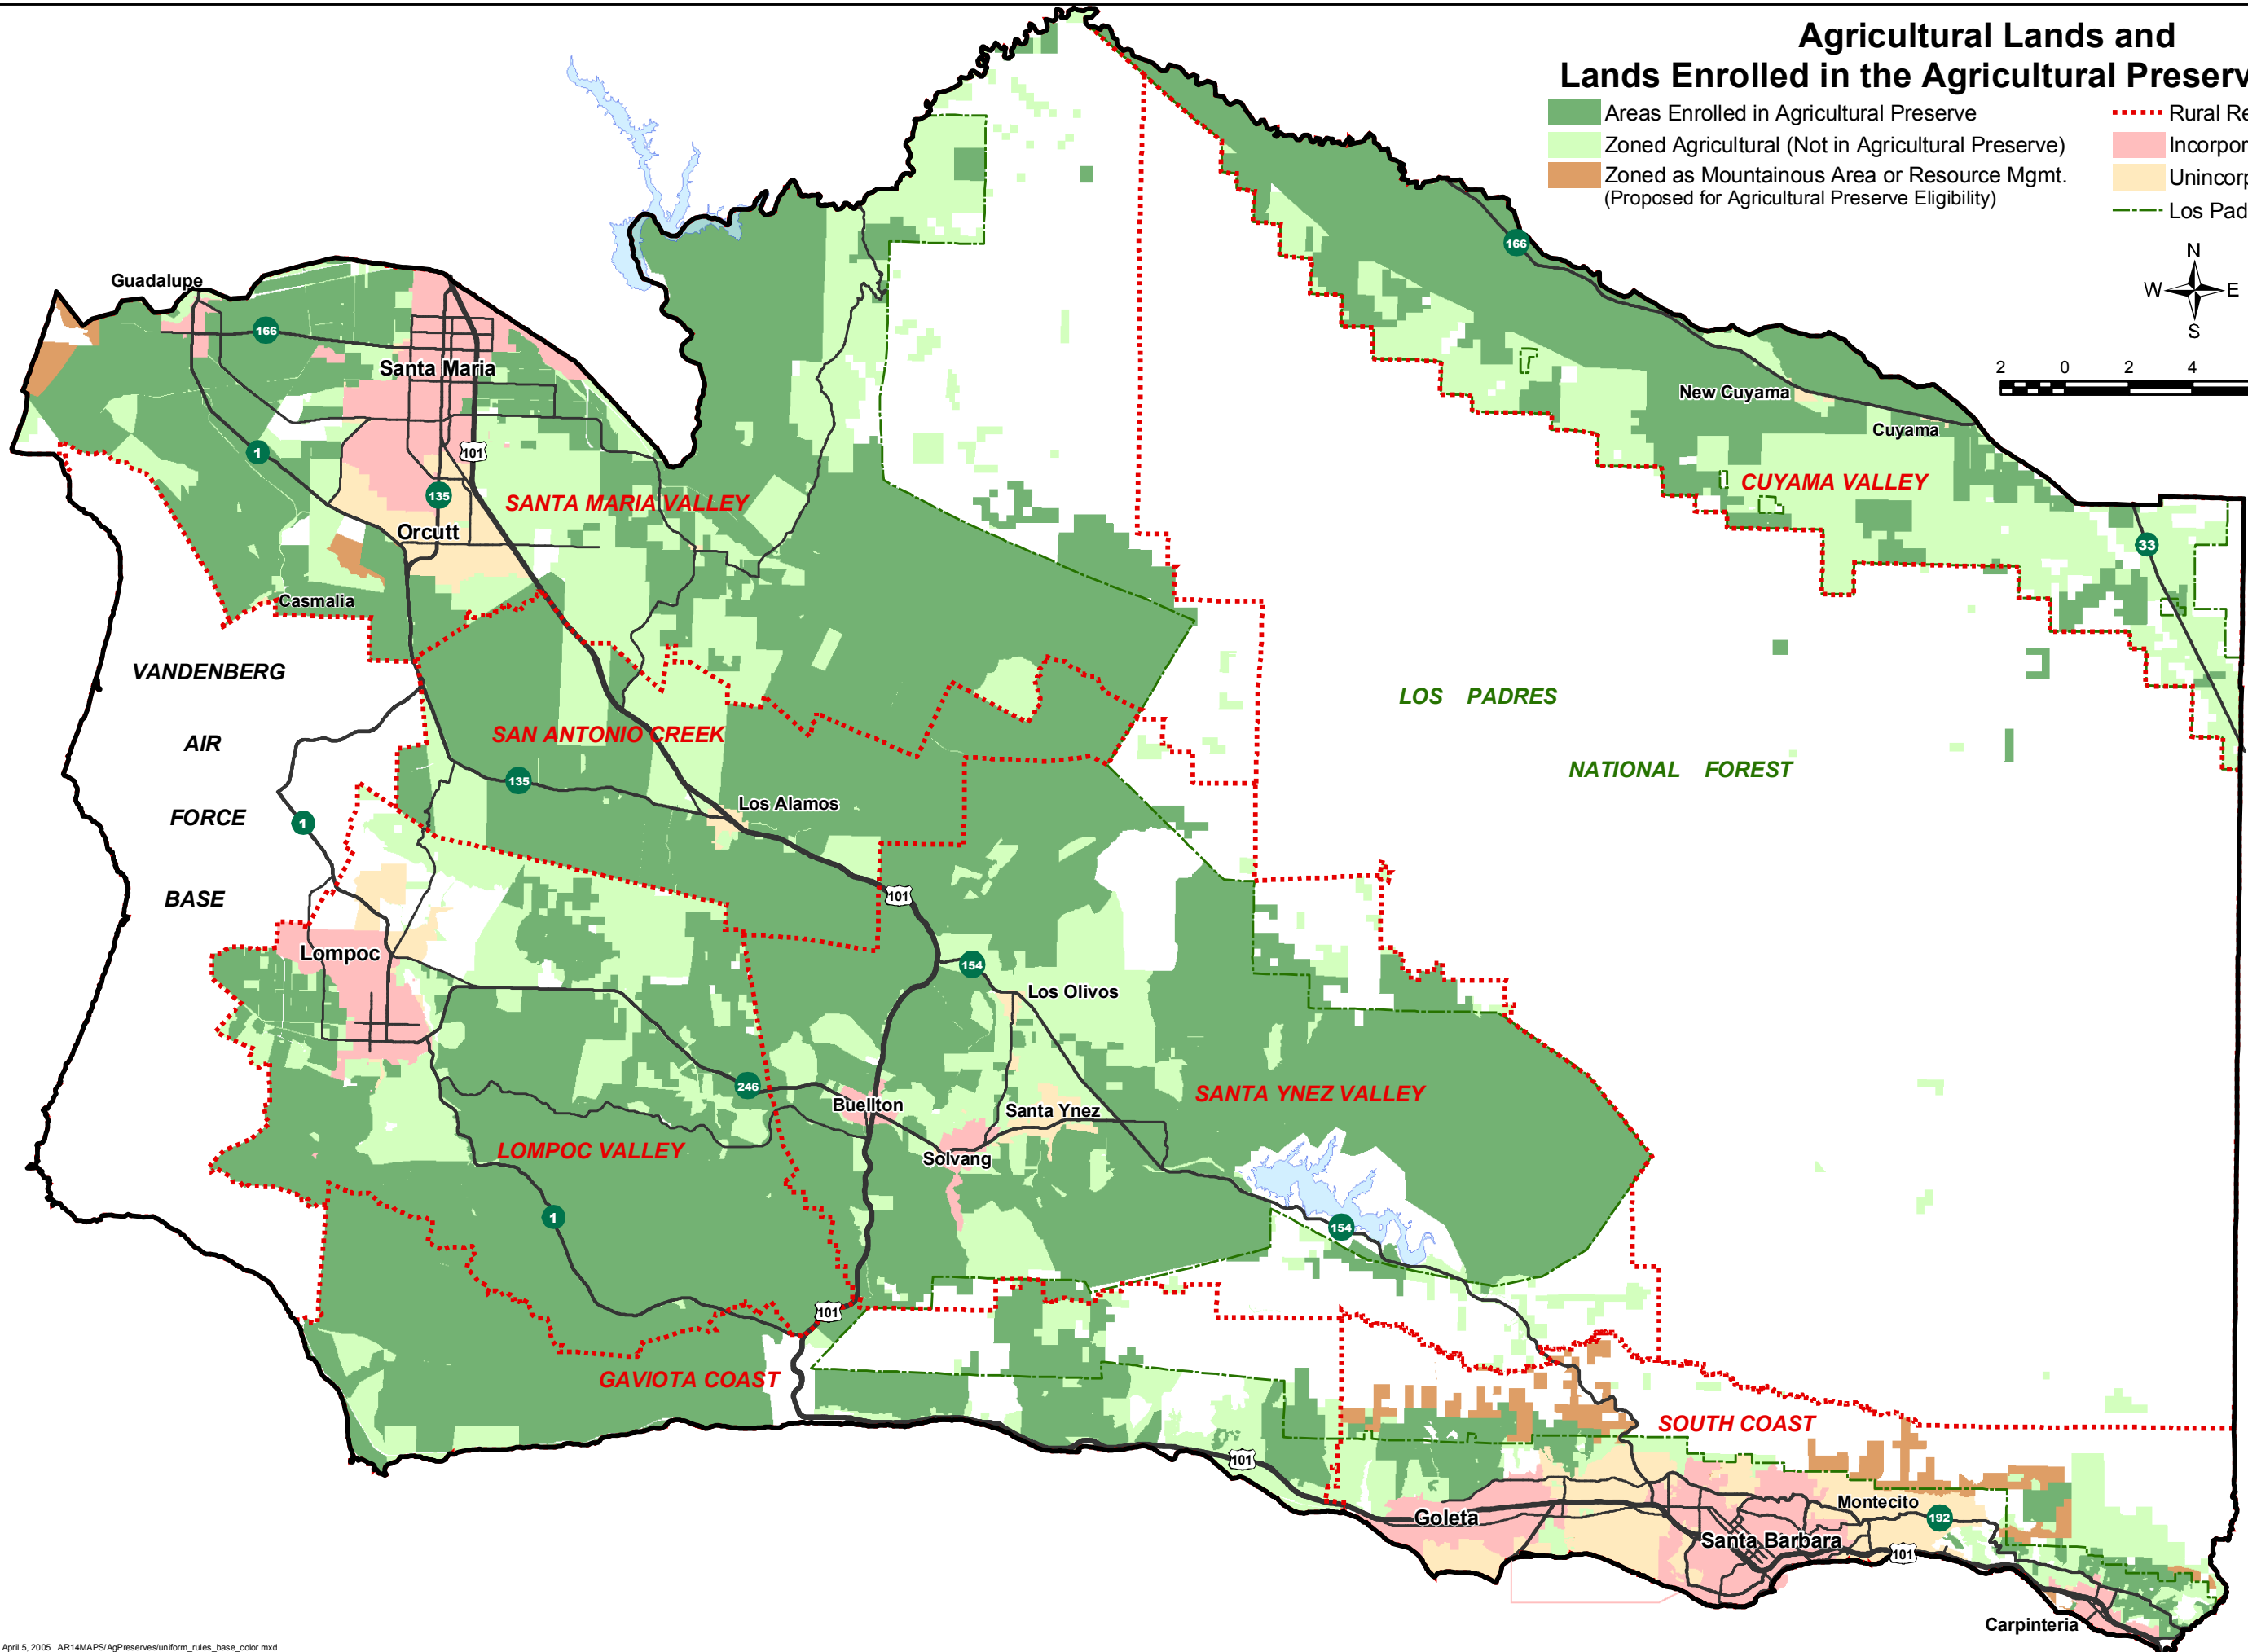 Agricultural Lands and
Lands Enrolled in the Agricultural Preserv
Areas Enrolled in Agricultural Preserve
Zoned Agricultural (Not in Agricultural Preserve)
Zoned as Mountainous Area or Resource Mgmt.
(Proposed for Agricultural Preserve Eligibility)
Rural Re
Incorpor
Unincorp
Los Pad
N
W E
S
2 0 2 4
Guadalupe
166
Santa Maria
1
101
135
SANTA MARIA VALLEY
Orcutt
Casmalia
166
New Cuyama
Cuyama
CUYAMA VALLEY
33
VANDENBERG
AIR
FORCE
BASE
LOS PADRES
NATIONAL FOREST
SAN ANTONIO CREEK
135
Los Alamos
1
101
Lompoc
154
Los Olivos
246
Buellton
Santa Ynez
SANTA YNEZ VALLEY
LOMPOC VALLEY
Solvang
1
154
101
GAVIOTA COAST
SOUTH COAST
101
Goleta
Montecito
192
Santa Barbara
101
Carpinteria
April 5, 2005 AR14MAPS/AgPreserves/uniform_rules_base_color.mxd